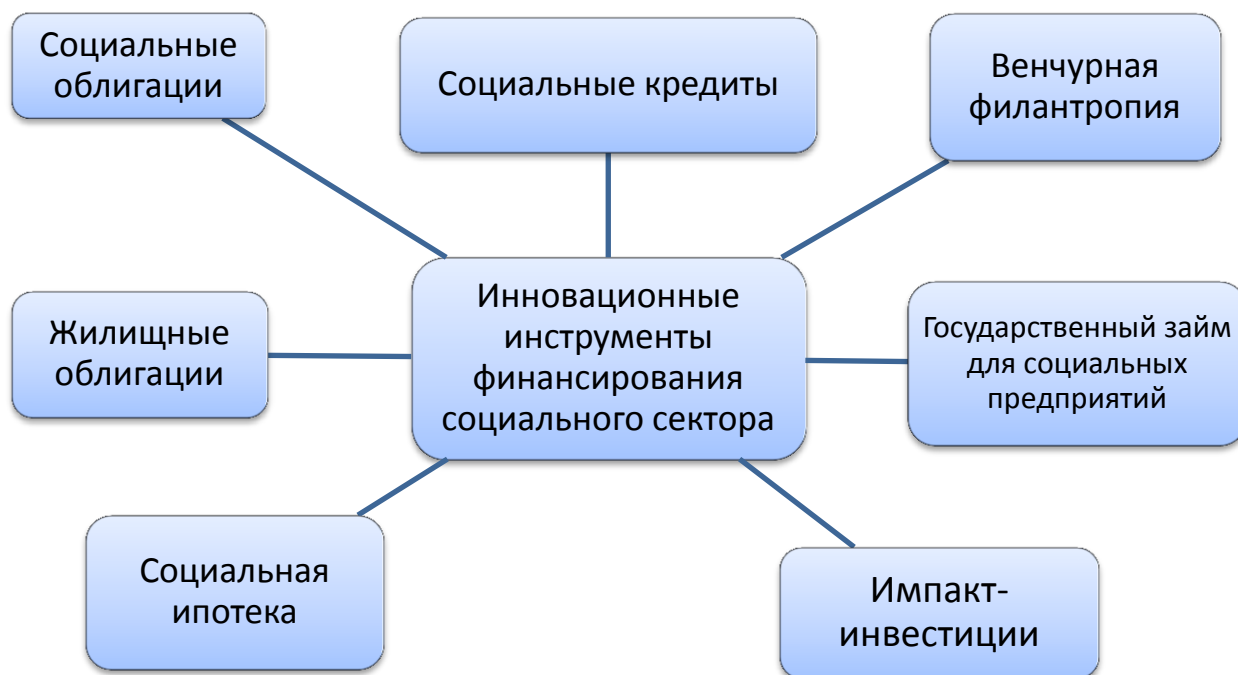 Социальные
облигации
Социальные кредиты
Венчурная
филантропия
Жилищные
облигации
Инновационные
инструменты
финансирования
социального сектора
Государственный займ
для социальных
предприятий
Социальная
ипотека
Импакт-
инвестиции